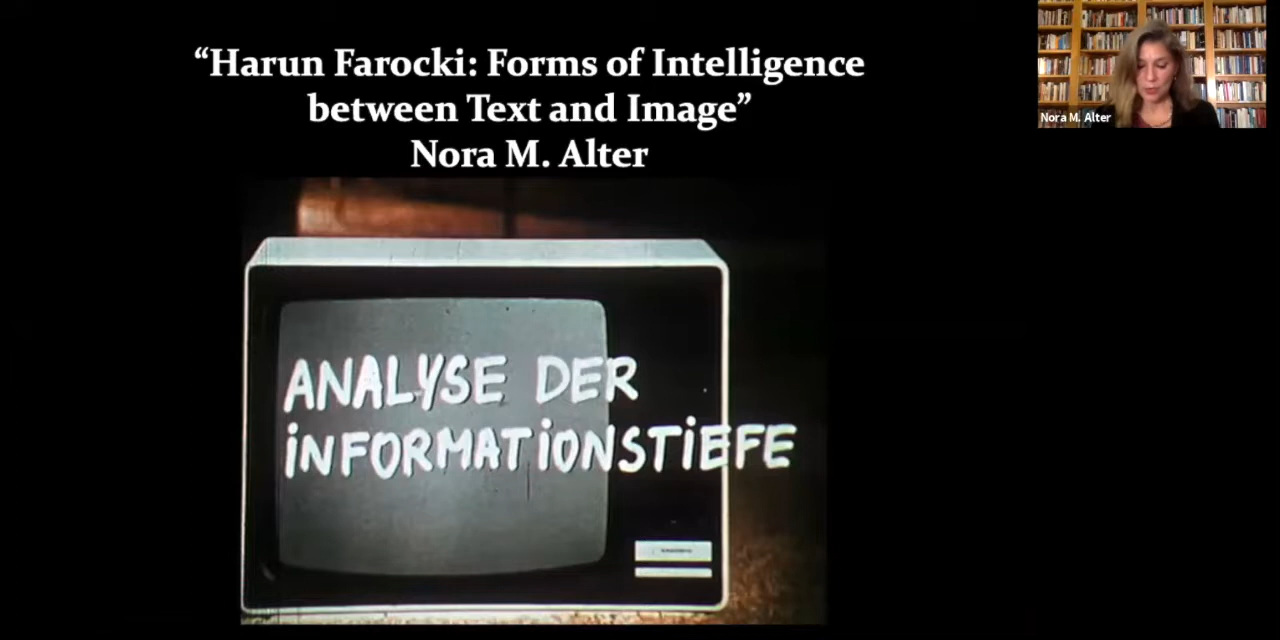 “Harun Farocki: Forms of Intelligence
between Text and Image”
Nora M. Alter
Nora M. Alter
ANALYSE DER
iNFORMATiONSTiEFE